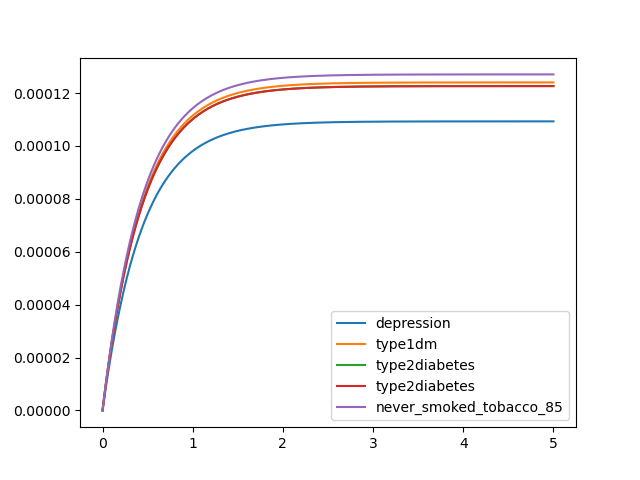 0.00012
0.00010
0.00008
0.00006
0.00004
0.00002
0.00000
depression
type1dm
type2diabetes
type2diabetes
never_smoked_tobacco_85
0 1 2 3 4 5